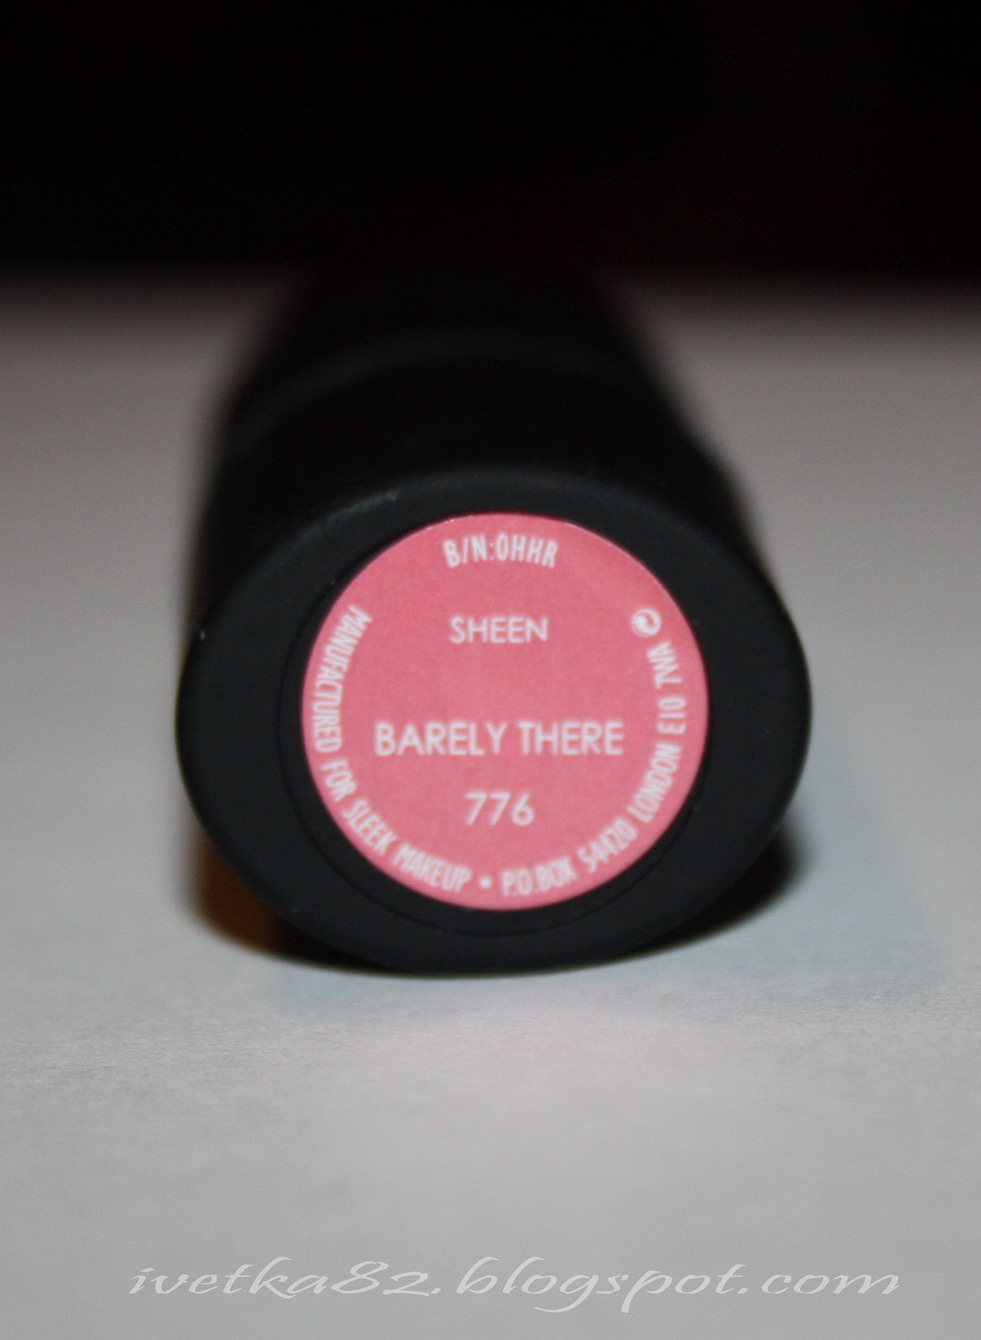 B/N:0HHR
SHEEN
BARELY THERE
776
MANUFACTURED FOR SLEEK MAKEUP • P.O.BOX 54420 LONDON E10 7WA
ivetka82.blogspot.com